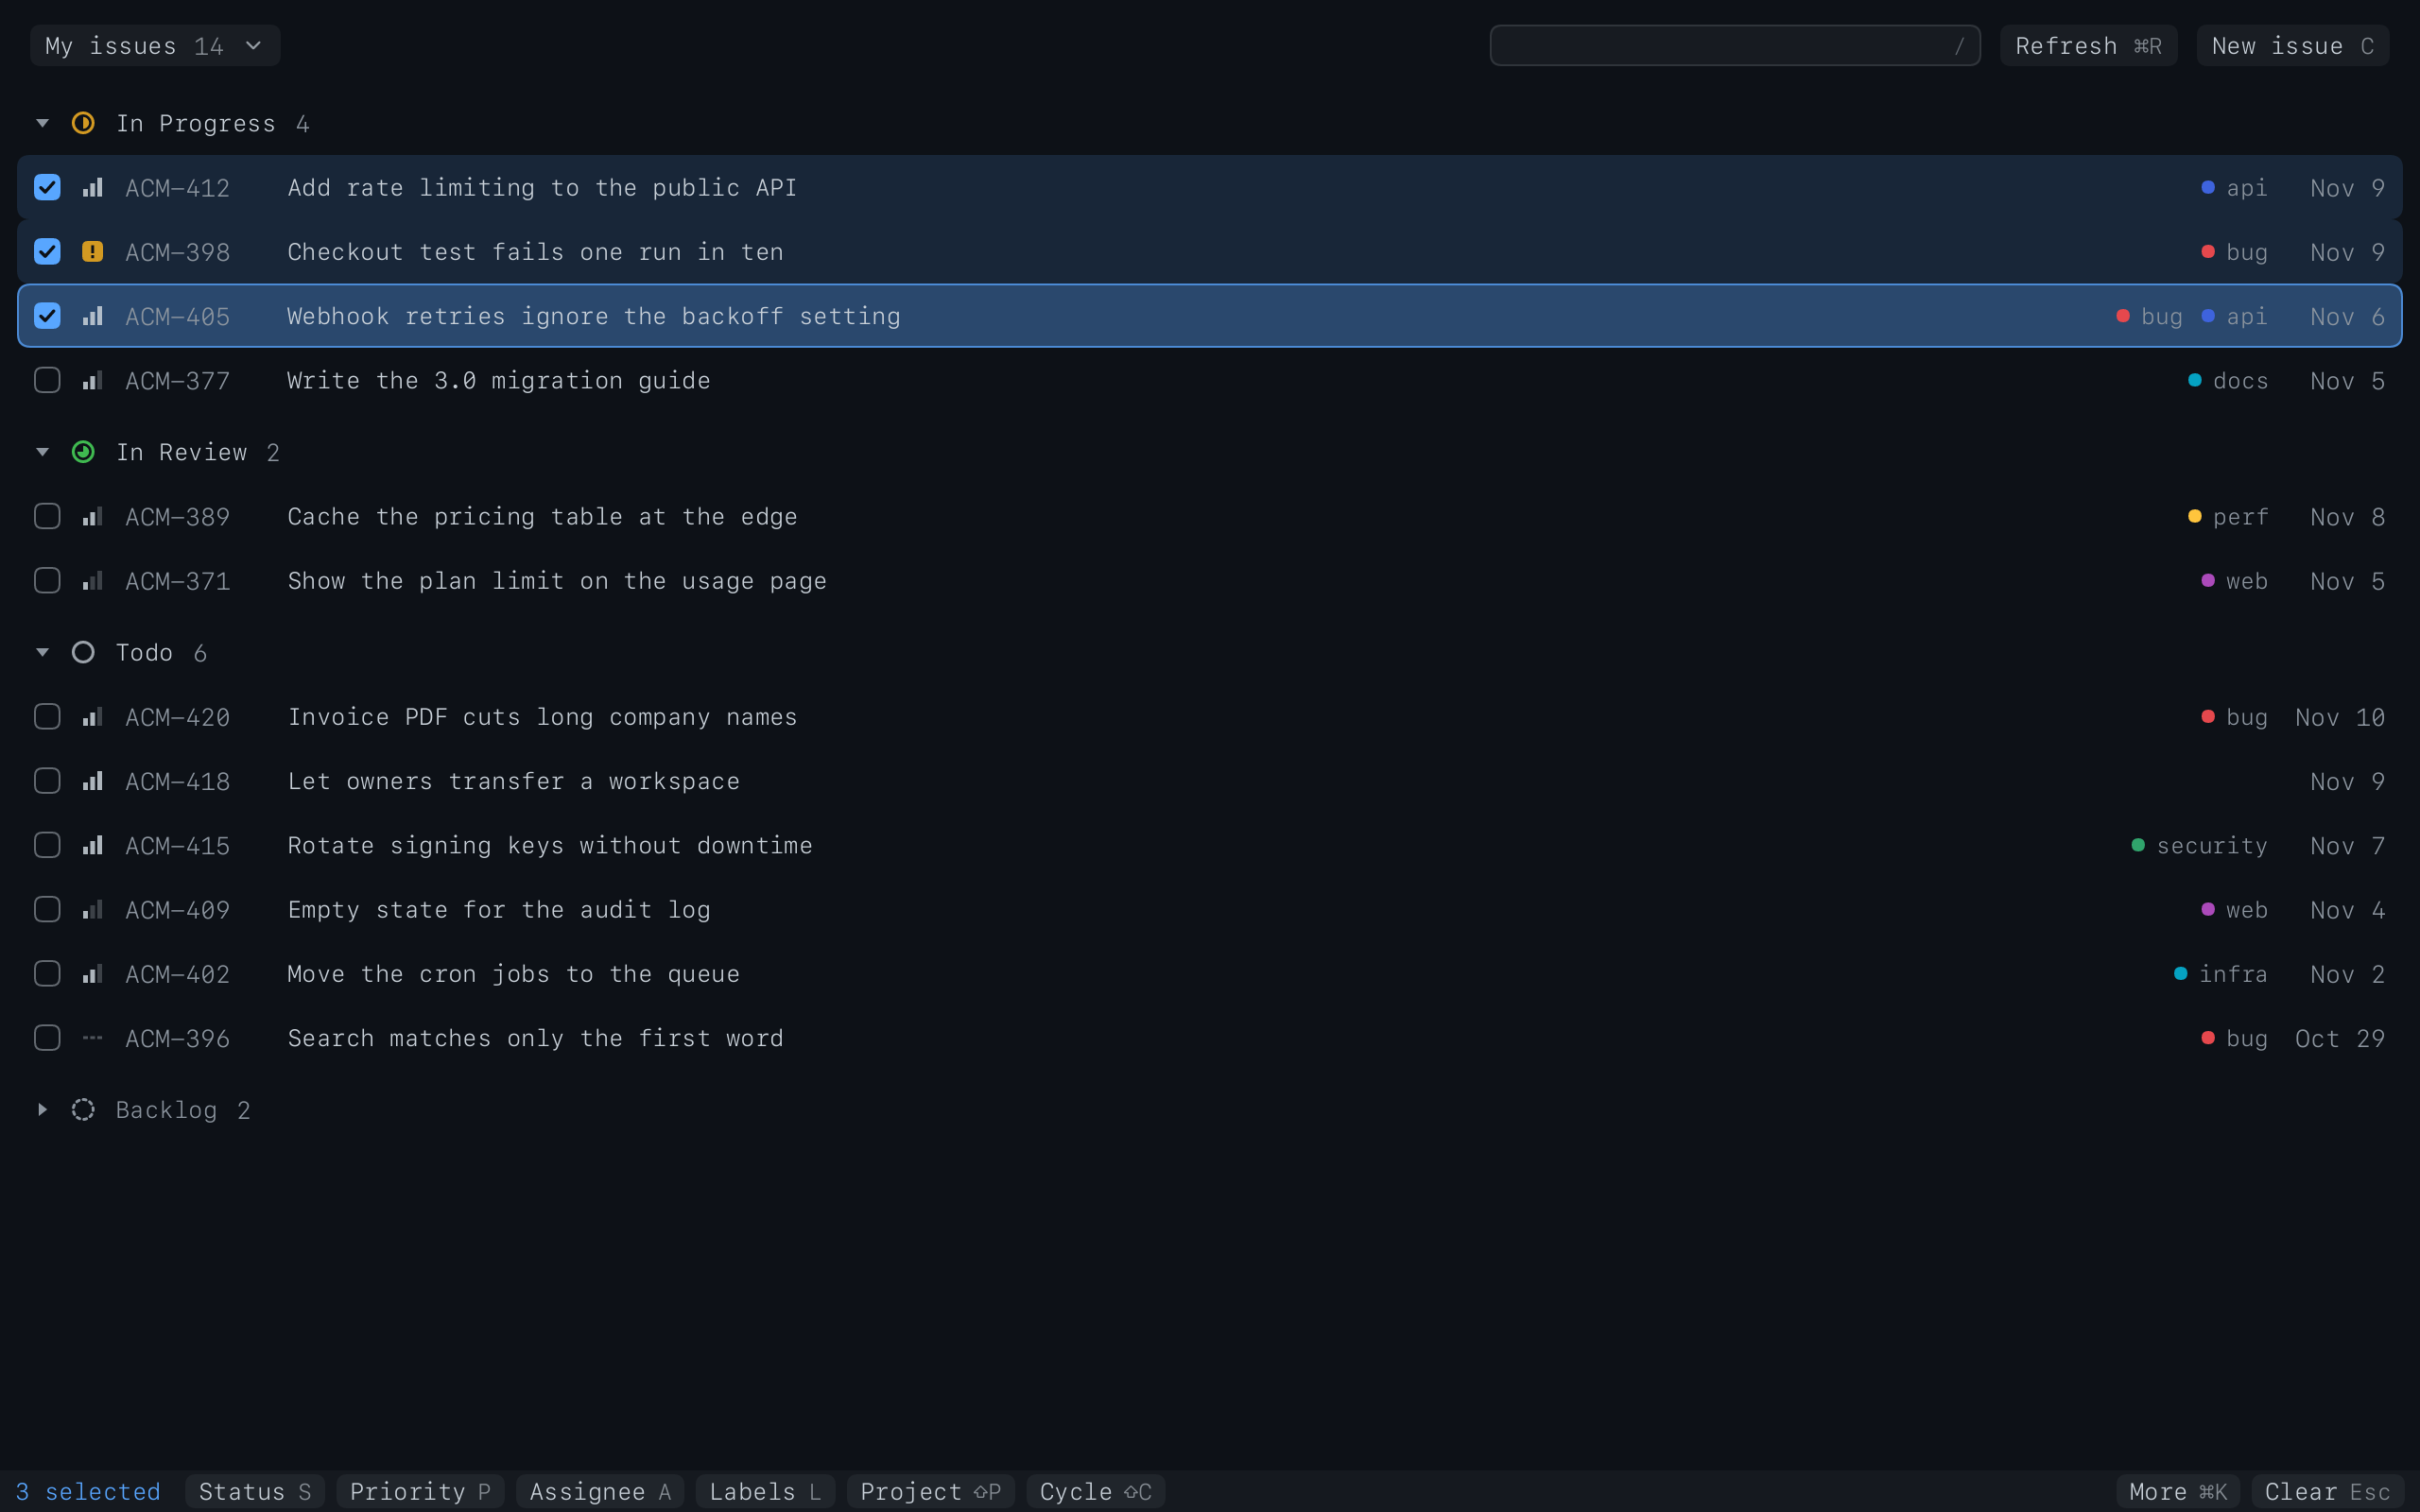 My issues 14 / Refresh ⌘R New issue C
In Progress 4
ACM-412 Add rate limiting to the public API api Nov 9
ACM-398 Checkout test fails one run in ten bug Nov 9
ACM-405 Webhook retries ignore the backoff setting bug api Nov 6
ACM-377 Write the 3.0 migration guide docs Nov 5
In Review 2
ACM-389 Cache the pricing table at the edge perf Nov 8
ACM-371 Show the plan limit on the usage page web Nov 5
Todo 6
ACM-420 Invoice PDF cuts long company names bug Nov 10
ACM-418 Let owners transfer a workspace Nov 9
ACM-415 Rotate signing keys without downtime security Nov 7
ACM-409 Empty state for the audit log web Nov 4
ACM-402 Move the cron jobs to the queue infra Nov 2
ACM-396 Search matches only the first word bug Oct 29
Backlog 2
3 selected Status S Priority P Assignee A Labels L Project ⇧P Cycle ⇧C More ⌘K Clear Esc